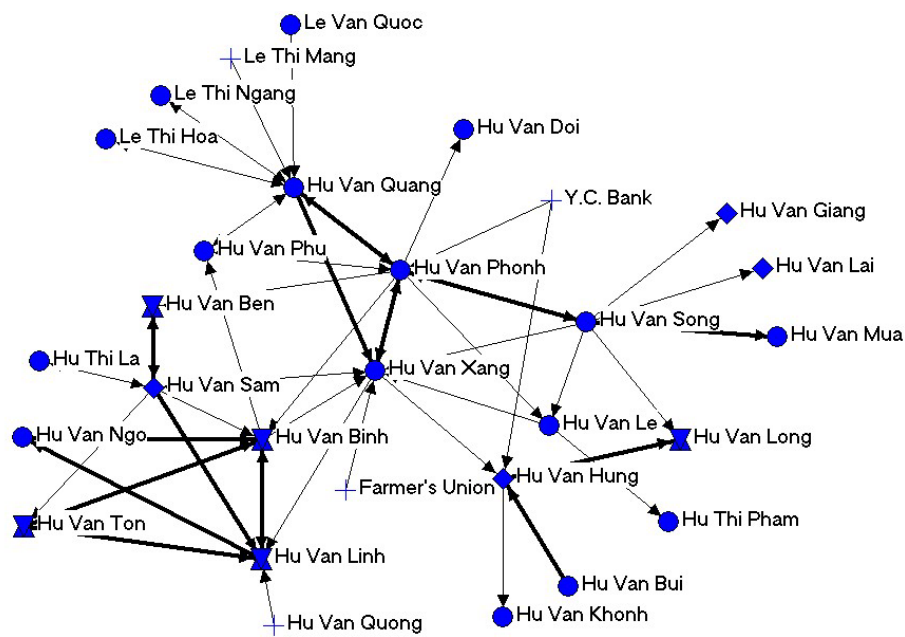 Le Van Quoc
Le Thi Mang
Le Thi Ngang
Le Thi Hoa
Hu Van Doi
Hu Van Quang
Y.C. Bank
Hu Van Giang
Hu Van Phu
Hu Van Phonh
Hu Van Lai
Hu Van Ben
Hu Van Song
Hu Van Mua
Hu Thi La
Hu Van Xang
Hu Van Sam
Hu Van Le
Hu Van Ngo
Hu Van Binh
Hu Van Long
Hu Van Hung
Farmer's Union
Hu Van Ton
Hu Thi Pham
Hu Van Linh
Hu Van Bui
Hu Van Khonh
Hu Van Quong